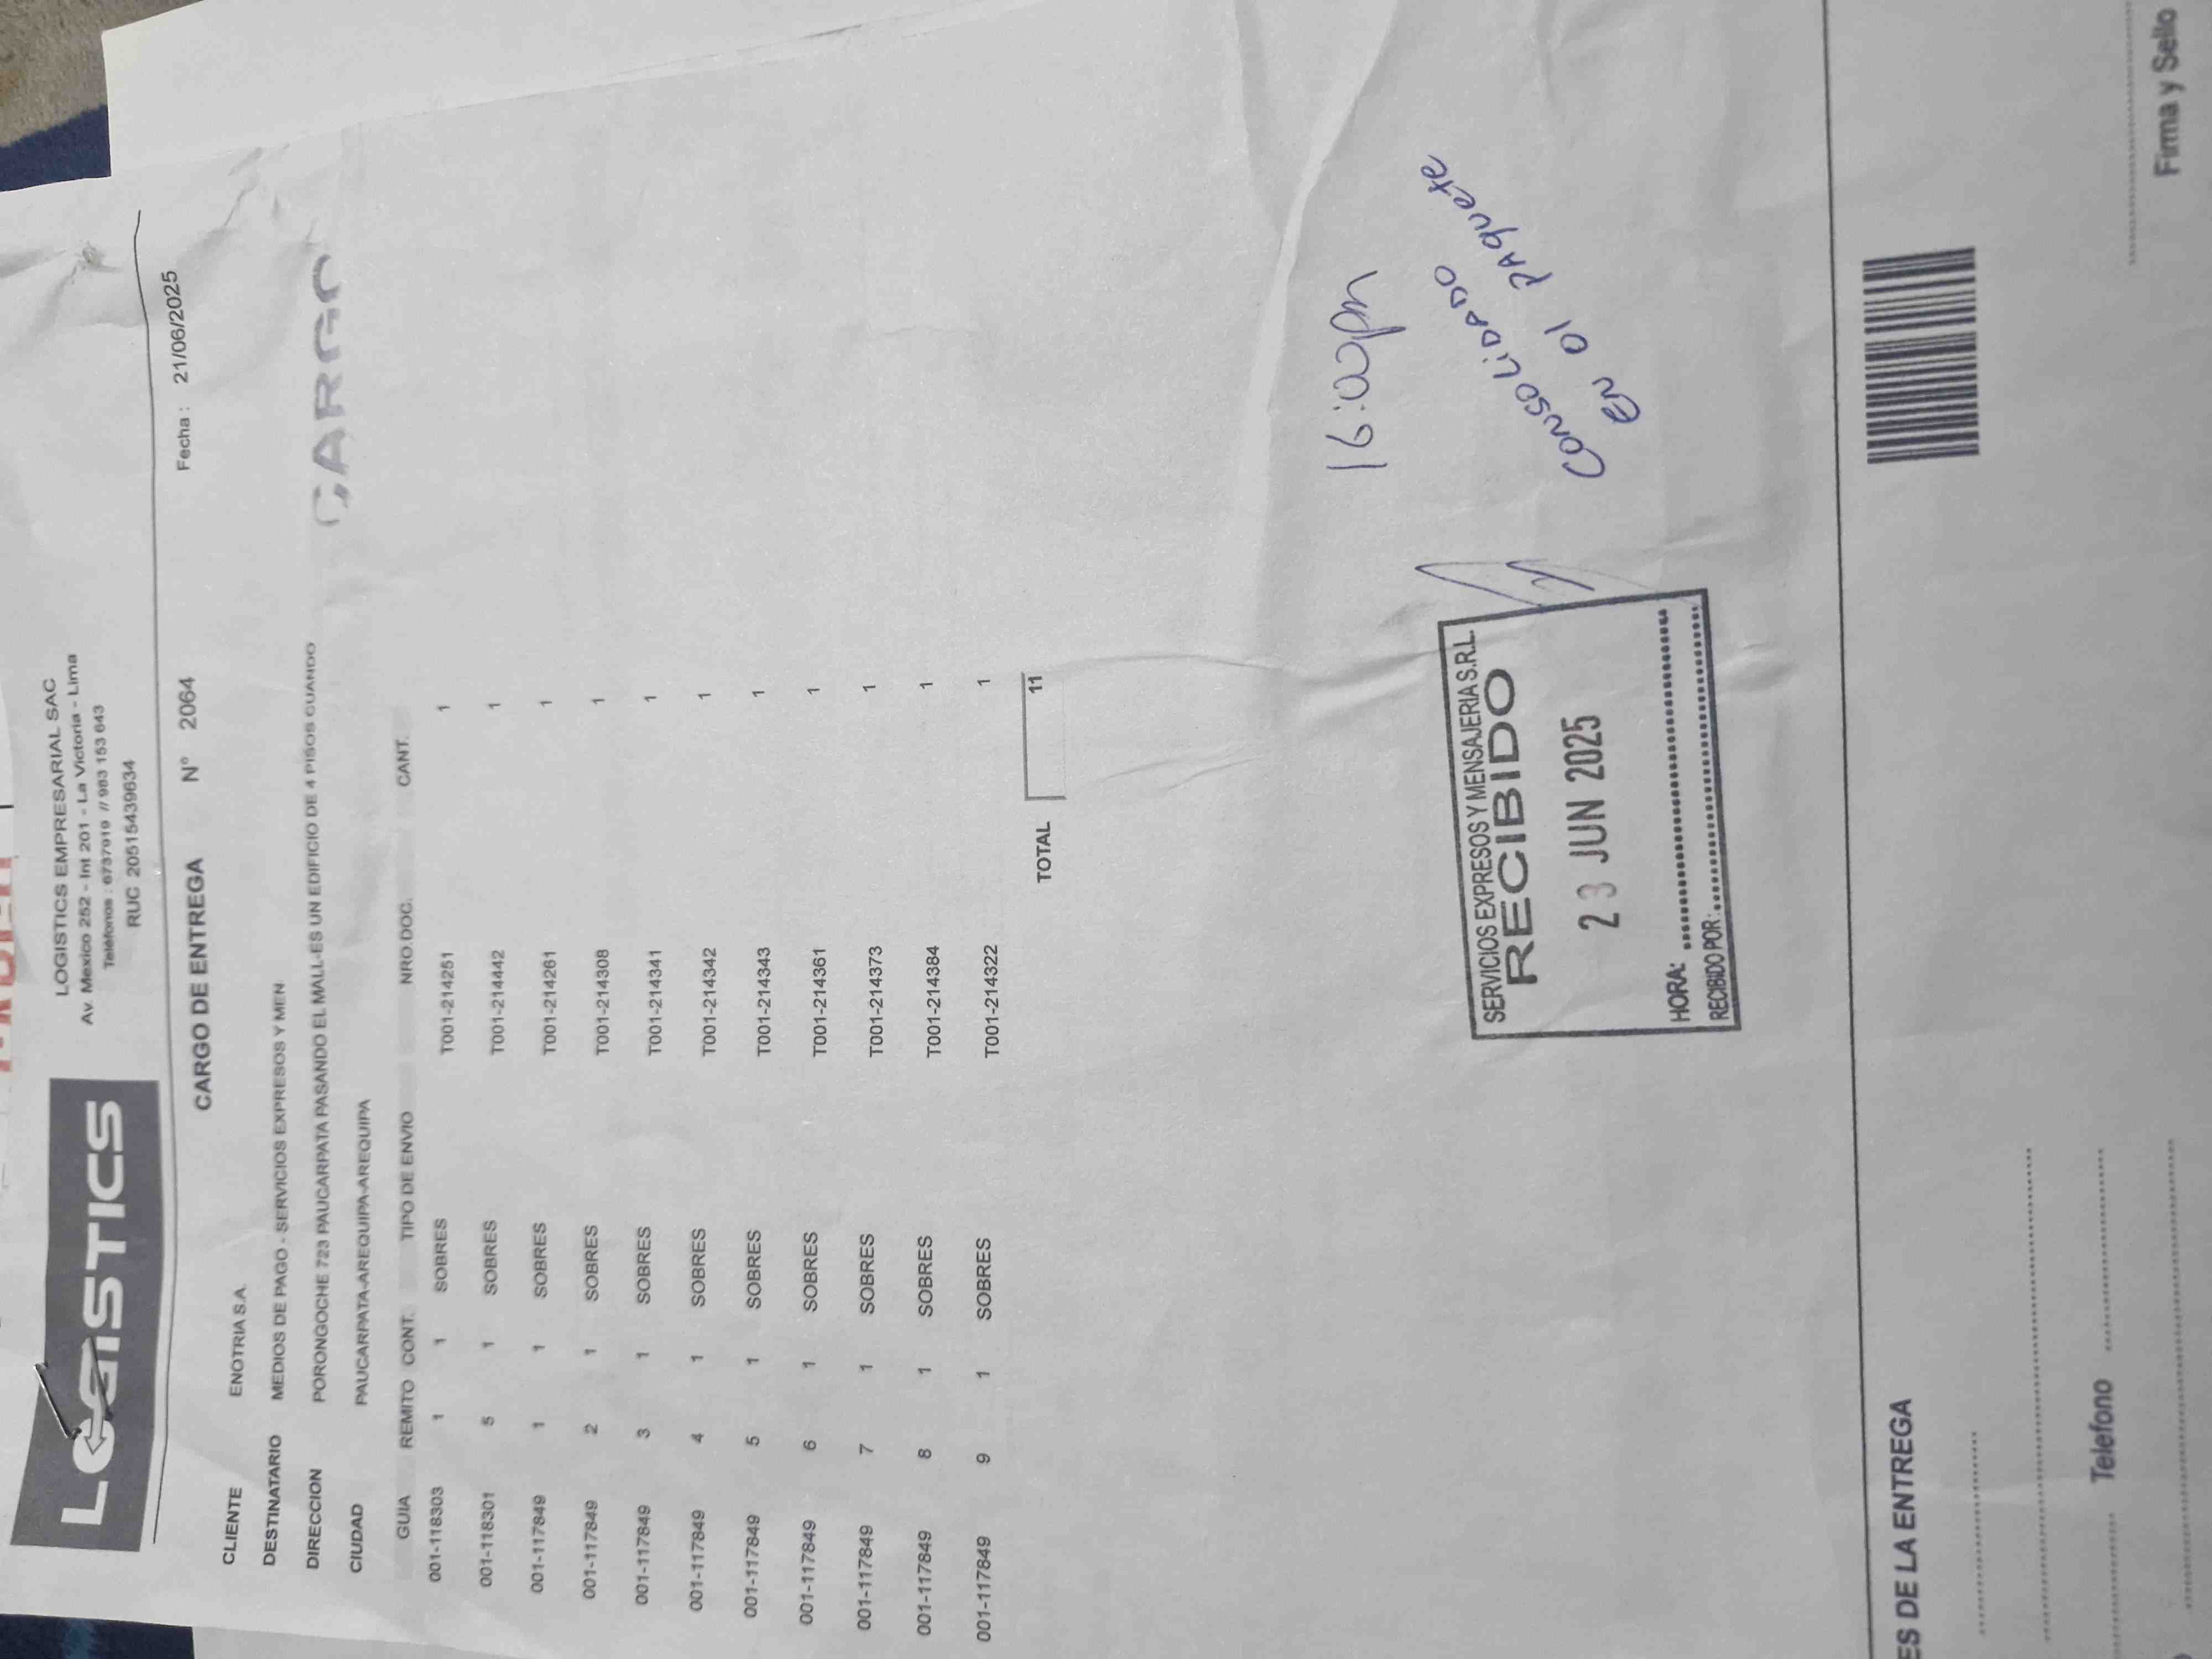 LOGISTICS
LOGISTICS EMPRESARIAL SAC
Av. Mexico 252 - Int 201 - La Victoria - Lima
Teléfonos : 6737919 // 983 153 643
RUC 20515439634
CARGO DE ENTREGA N° 2064 Fecha : 21/06/2025
CLIENTE ENOTRIA S.A.
DESTINATARIO MEDIOS DE PAGO - SERVICIOS EXPRESOS Y MEN
DIRECCION PORONGOCHE 723 PAUCARPATA PASANDO EL MALL-ES UN EDIFICIO DE 4 PISOS CUANDO
CARGO
CIUDAD PAUCARPATA-AREQUIPA-AREQUIPA
GUIA REMITO CONT. TIPO DE ENVIO NRO.DOC. CANT.
001-118303 1 1 SOBRES T001-214251 1
001-118301 5 1 SOBRES T001-214442 1
001-117849 1 1 SOBRES T001-214261 1
001-117849 2 1 SOBRES T001-214308 1
001-117849 3 1 SOBRES T001-214341 1
001-117849 4 1 SOBRES T001-214342 1
001-117849 5 1 SOBRES T001-214343 1
001-117849 6 1 SOBRES T001-214361 1
001-117849 7 1 SOBRES T001-214373 1
001-117849 8 1 SOBRES T001-214384 1
001-117849 9 1 SOBRES T001-214322 1
TOTAL 11
16:00pm
SERVICIOS EXPRESOS Y MENSAJERIA S.R.L.
RECIBIDO
23 JUN 2025
HORA:
RECIBIDO POR:
CONSOLIDADO
EN el PAquete
ES DE LA ENTREGA
Telefono
Firma y Sello